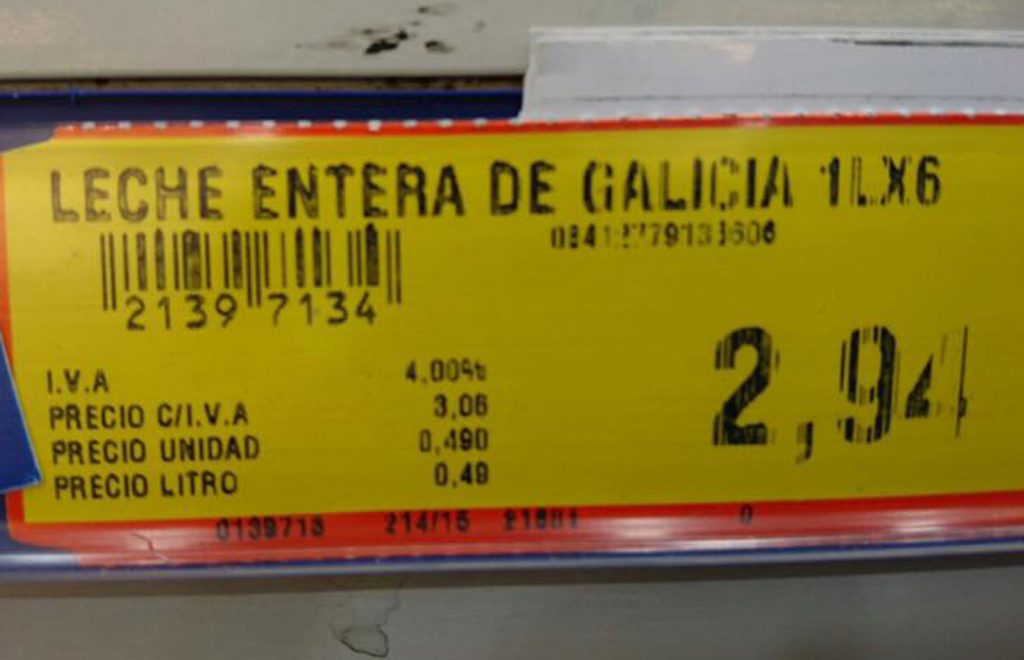 LECHE ENTERA DE GALICIA 1LX6
2139 7134
2,94
I.V.A 4,00%
PRECIO C/I.V.A 3,06
PRECIO UNIDAD 0,490
PRECIO LITRO 0,49
0139713 214/15 0